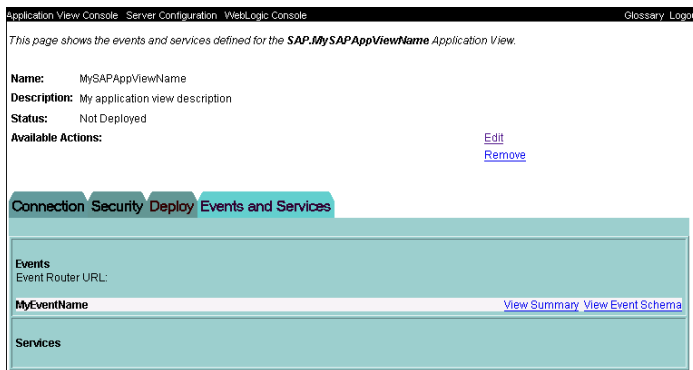 Application View Console Server Configuration WebLogic Console Glossary Logou
This page shows the events and services defined for the SAP.MySAPAppViewName Application View.
Name: MySAPAppViewName
Description: My application view description
Status: Not Deployed
Available Actions: Edit
Remove
Connection Security Deploy Events and Services
Events
Event Router URL:
MyEventName View Summary View Event Schema
Services